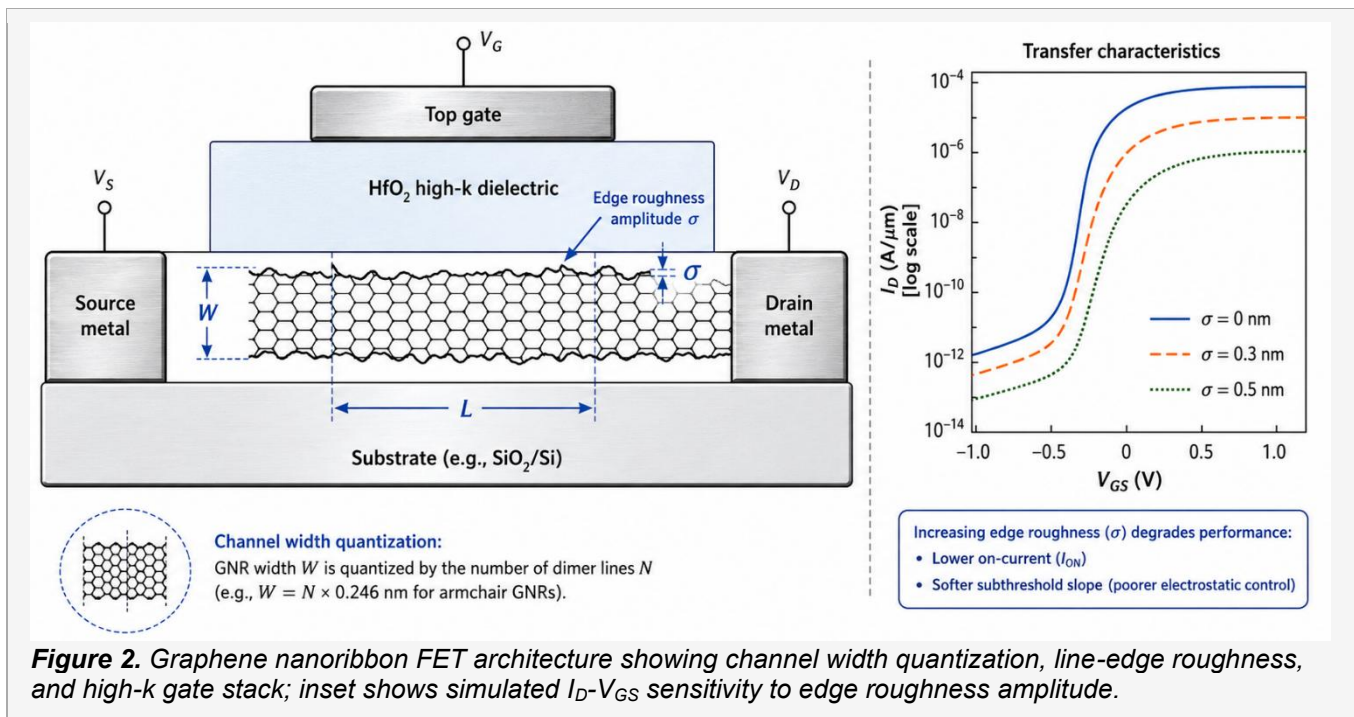 V_G
Top gate
HfO₂ high-k dielectric
V_S
V_D
Edge roughness
amplitude σ
σ
W
Source
metal
Drain
metal
L
Substrate (e.g., SiO₂/Si)
Channel width quantization:
GNR width W is quantized by the number of dimer lines N
(e.g., W = N × 0.246 nm for armchair GNRs).
Transfer characteristics
10⁻⁴
10⁻⁶
10⁻⁸
10⁻¹⁰
10⁻¹²
10⁻¹⁴
I_D (A/μm)
[log scale]
σ = 0 nm
σ = 0.3 nm
σ = 0.5 nm
−1.0 −0.5 0 0.5 1.0
V_GS (V)
Increasing edge roughness (σ) degrades performance:
• Lower on-current (I_ON)
• Softer subthreshold slope (poorer electrostatic control)
Figure 2. Graphene nanoribbon FET architecture showing channel width quantization, line-edge roughness,
and high-k gate stack; inset shows simulated I_D-V_GS sensitivity to edge roughness amplitude.